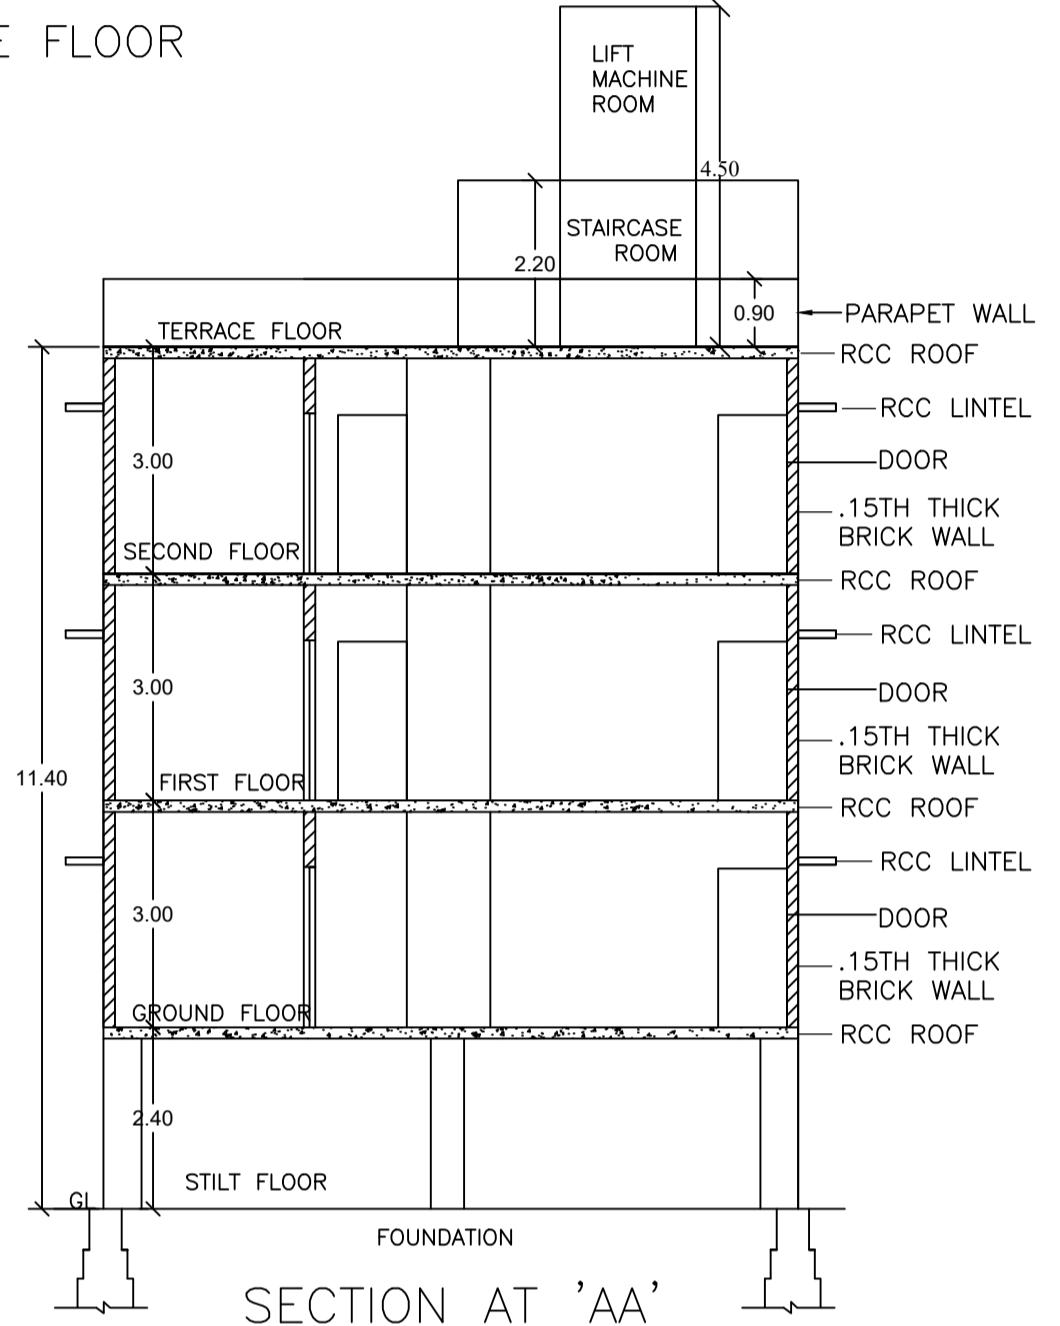 E FLOOR
LIFT
MACHINE
ROOM
4.50
STAIRCASE
ROOM
2.20
0.90
PARAPET WALL
TERRACE FLOOR
RCC ROOF
RCC LINTEL
3.00
DOOR
.15TH THICK
BRICK WALL
SECOND FLOOR
RCC ROOF
RCC LINTEL
3.00
DOOR
.15TH THICK
BRICK WALL
11.40
FIRST FLOOR
RCC ROOF
RCC LINTEL
3.00
DOOR
.15TH THICK
BRICK WALL
GROUND FLOOR
RCC ROOF
2.40
STILT FLOOR
GL
FOUNDATION
SECTION AT 'AA'